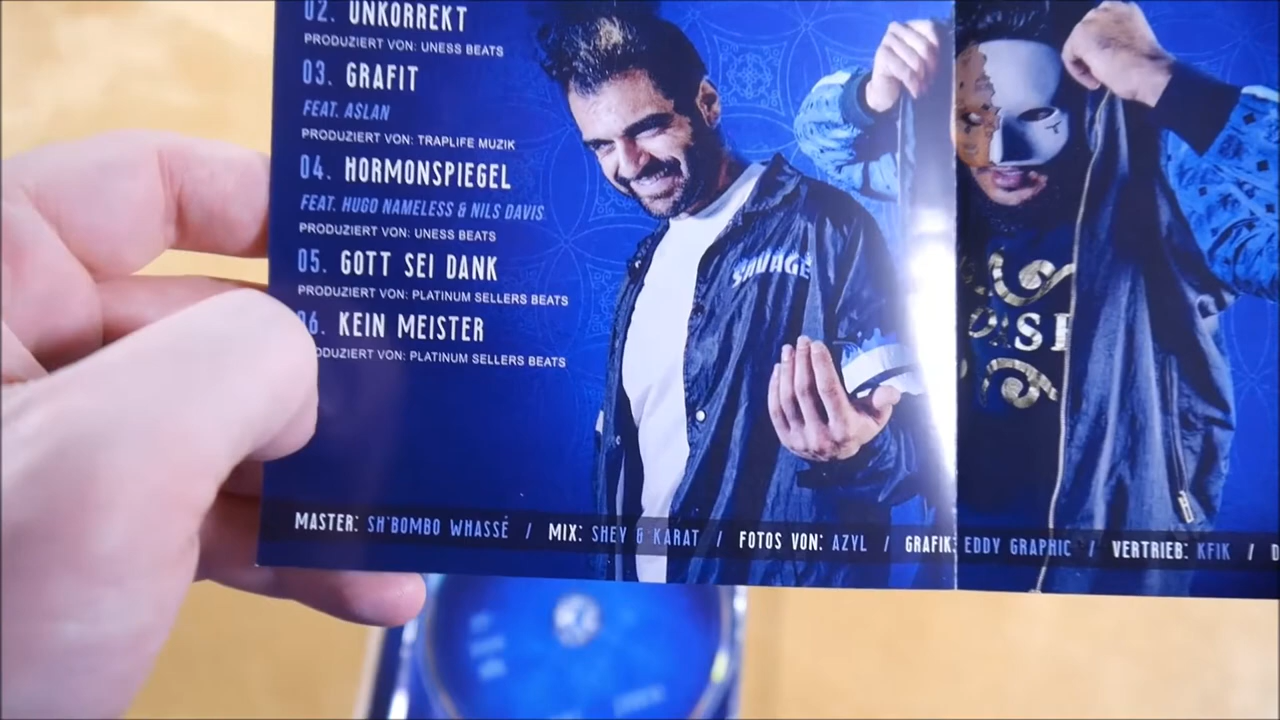 02. UNKORREKT
PRODUZIERT VON: UNESS BEATS
03. GRAFIT
FEAT. ASLAN
PRODUZIERT VON: TRAPLIFE MUZIK
04. HORMONSPIEGEL
FEAT. HUGO NAMELESS & NILS DAVIS
PRODUZIERT VON: UNESS BEATS
05. GOTT SEI DANK
PRODUZIERT VON: PLATINUM SELLERS BEATS
06. KEIN MEISTER
ODUZIERT VON: PLATINUM SELLERS BEATS
SAVAGE
MASTER: SH'BOMBO WHASSÉ / MIX: SHEY & KARAT / FOTOS VON: AZYL / GRAFIK: EDDY GRAPHIC / VERTRIEB: KFIK / D